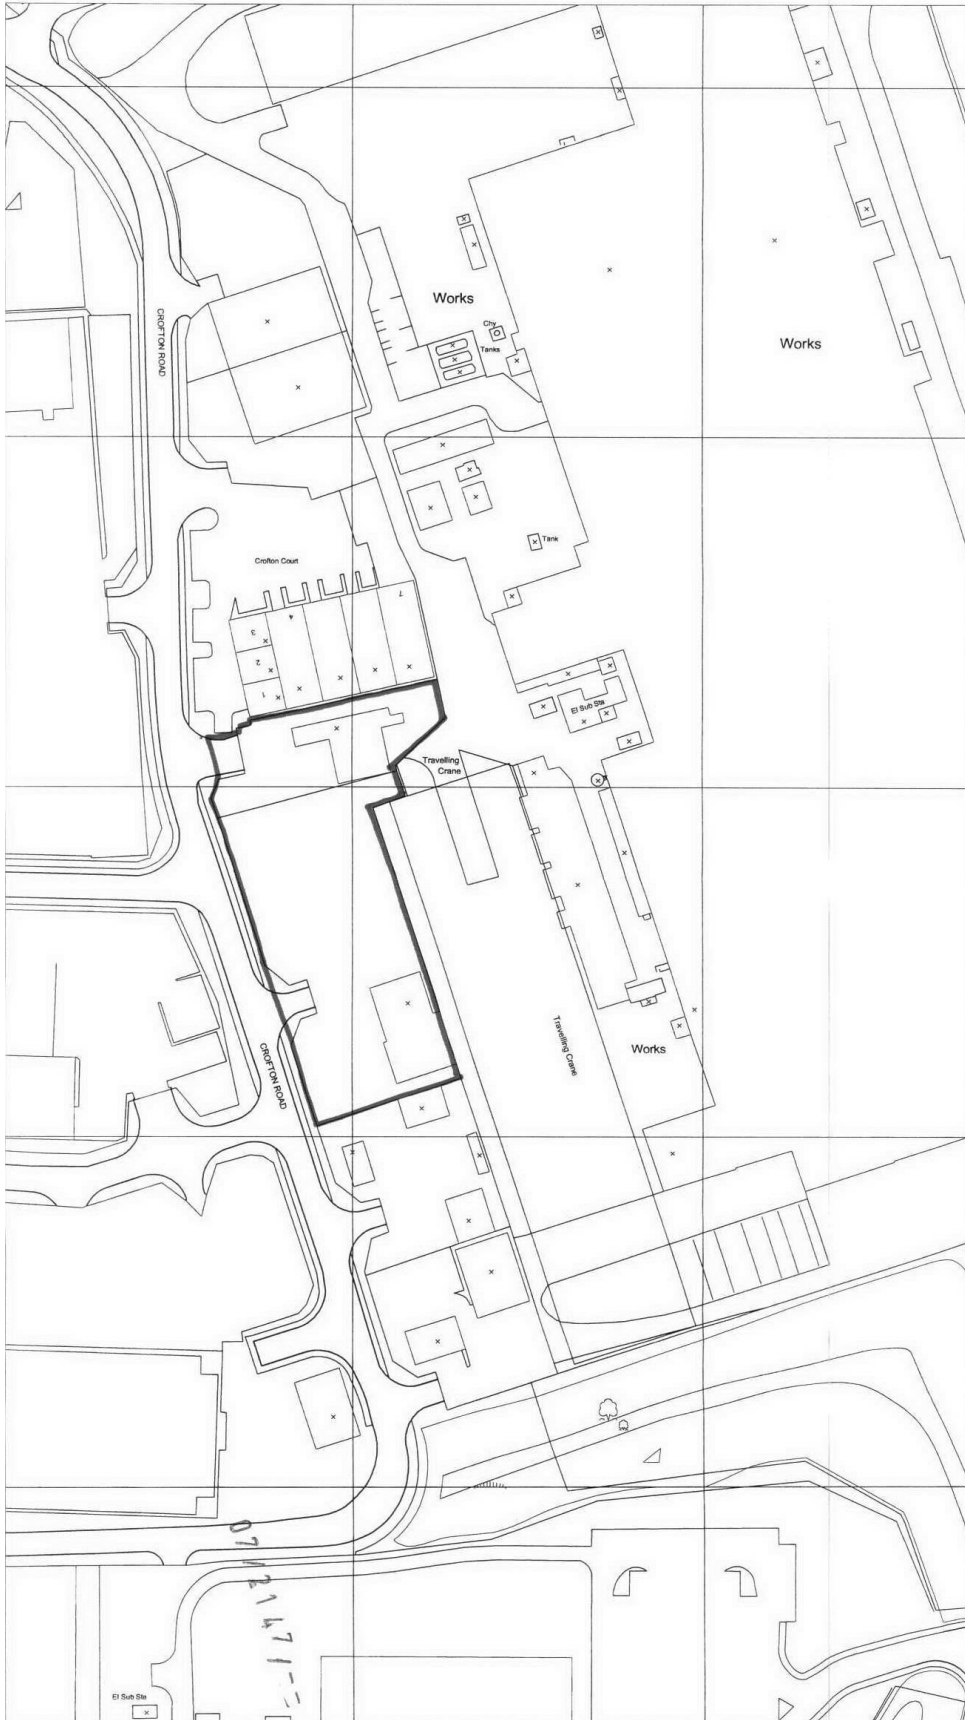 Works
Chy
Tanks
Works
CROFTON ROAD
Tank
Crofton Court
7
4
3
2
1
El Sub Sta
Travelling
Crane
Travelling Crane
Works
CROFTON ROAD
El Sub Sta